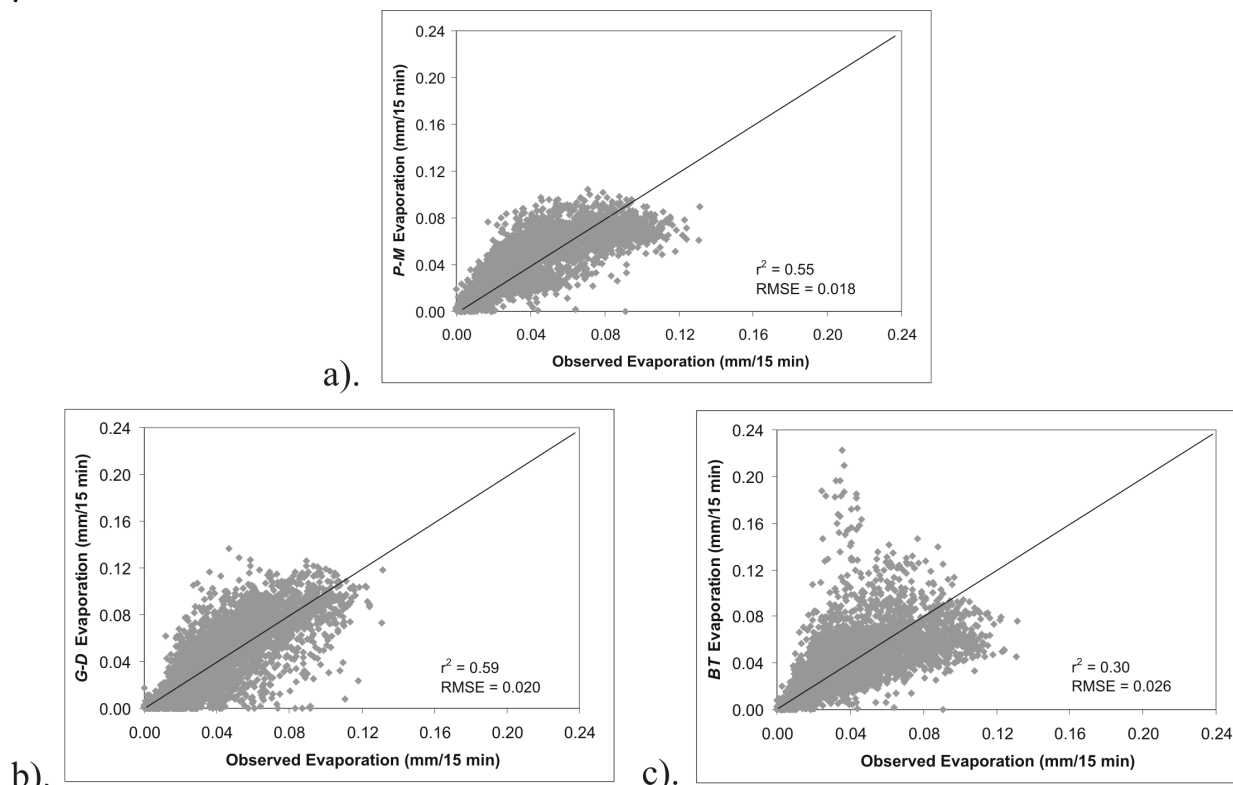 0.24
0.20
0.16
0.12
0.08
0.04
0.00
P-M Evaporation (mm/15 min)
r² = 0.55
RMSE = 0.018
0.00 0.04 0.08 0.12 0.16 0.20 0.24
Observed Evaporation (mm/15 min)
a).
0.24
0.20
0.16
0.12
0.08
0.04
0.00
G-D Evaporation (mm/15 min)
r² = 0.59
RMSE = 0.020
0.00 0.04 0.08 0.12 0.16 0.20 0.24
Observed Evaporation (mm/15 min)
b).
0.24
0.20
0.16
0.12
0.08
0.04
0.00
BT Evaporation (mm/15 min)
r² = 0.30
RMSE = 0.026
0.00 0.04 0.08 0.12 0.16 0.20 0.24
Observed Evaporation (mm/15 min)
c).